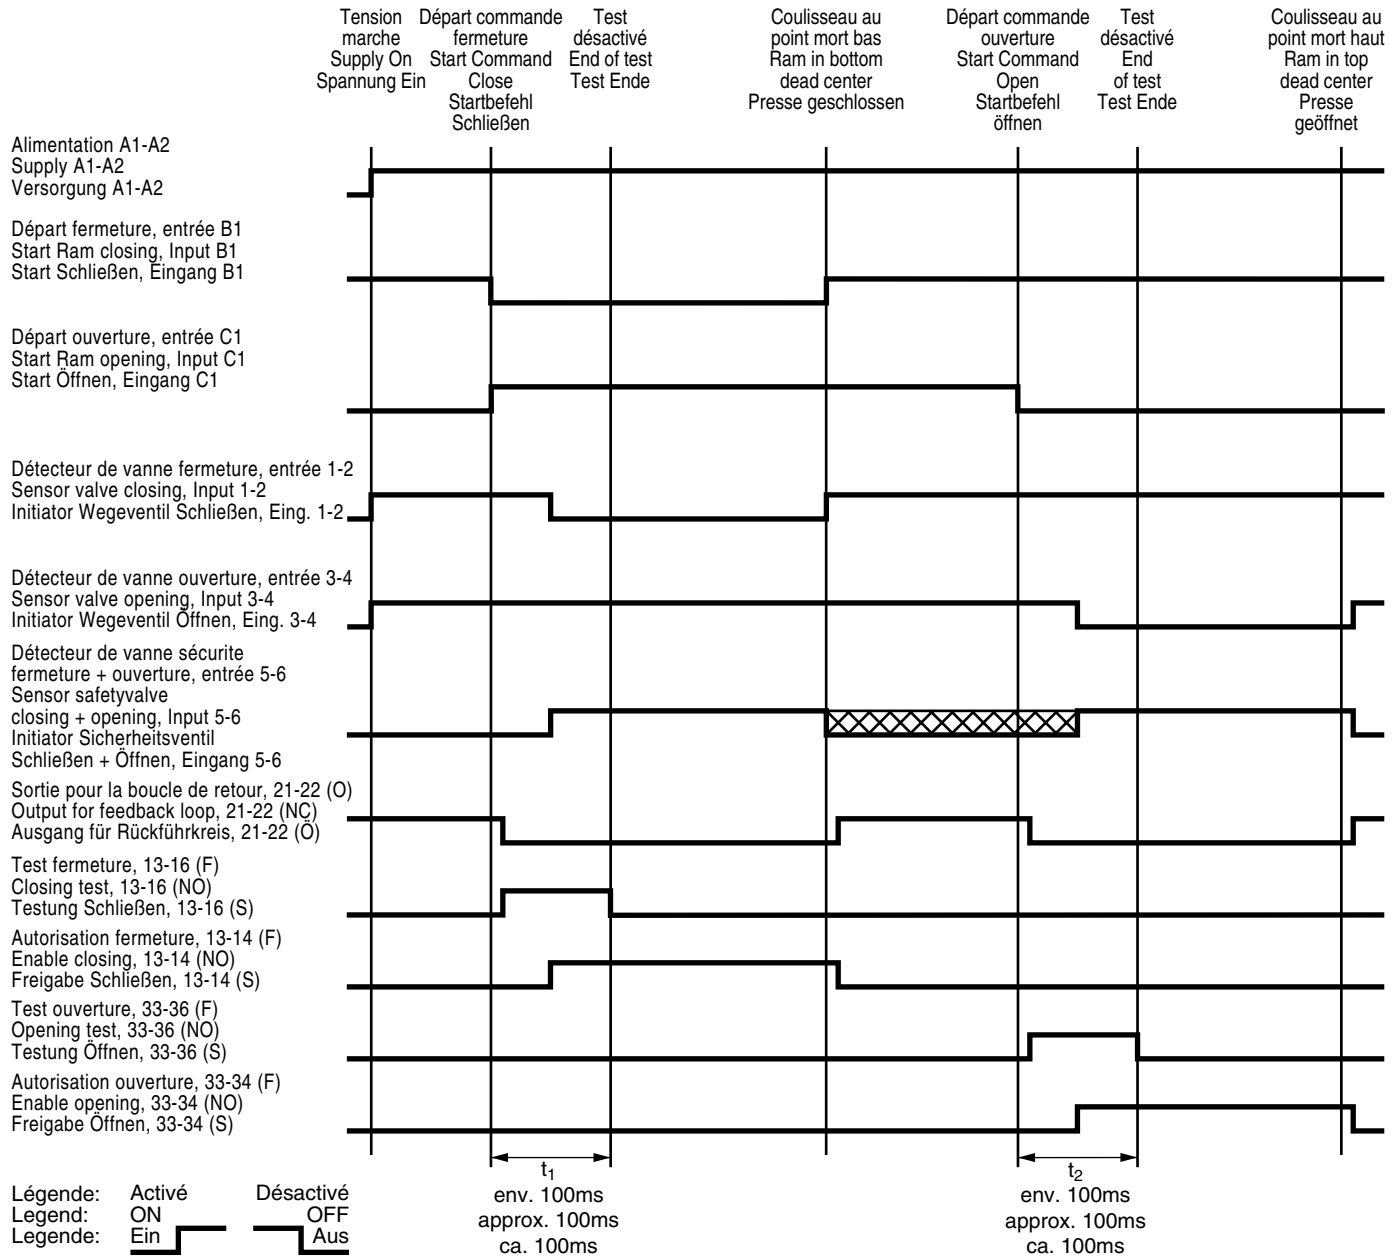 Tension
marche
Supply On
Spannung Ein
Départ commande
fermeture
Start Command
Close
Startbefehl
Schließen
Test
désactivé
End of test
Test Ende
Coulisseau au
point mort bas
Ram in bottom
dead center
Presse geschlossen
Départ commande
ouverture
Start Command
Open
Startbefehl
öffnen
Test
désactivé
End
of test
Test Ende
Coulisseau au
point mort haut
Ram in top
dead center
Presse
geöffnet
Alimentation A1-A2
Supply A1-A2
Versorgung A1-A2
Départ fermeture, entrée B1
Start Ram closing, Input B1
Start Schließen, Eingang B1
Départ ouverture, entrée C1
Start Ram opening, Input C1
Start Öffnen, Eingang C1
Détecteur de vanne fermeture, entrée 1-2
Sensor valve closing, Input 1-2
Initiator Wegeventil Schließen, Eing. 1-2
Détecteur de vanne ouverture, entrée 3-4
Sensor valve opening, Input 3-4
Initiator Wegeventil Öffnen, Eing. 3-4
Détecteur de vanne sécurite
fermeture + ouverture, entrée 5-6
Sensor safetyvalve
closing + opening, Input 5-6
Initiator Sicherheitsventil
Schließen + Öffnen, Eingang 5-6
Sortie pour la boucle de retour, 21-22 (O)
Output for feedback loop, 21-22 (NC)
Ausgang für Rückführkreis, 21-22 (Ö)
Test fermeture, 13-16 (F)
Closing test, 13-16 (NO)
Testung Schließen, 13-16 (S)
Autorisation fermeture, 13-14 (F)
Enable closing, 13-14 (NO)
Freigabe Schließen, 13-14 (S)
Test ouverture, 33-36 (F)
Opening test, 33-36 (NO)
Testung Öffnen, 33-36 (S)
Autorisation ouverture, 33-34 (F)
Enable opening, 33-34 (NO)
Freigabe Öffnen, 33-34 (S)
t1
env. 100ms
approx. 100ms
ca. 100ms
t2
env. 100ms
approx. 100ms
ca. 100ms
Légende: Activé Désactivé
Legend: ON OFF
Legende: Ein Aus